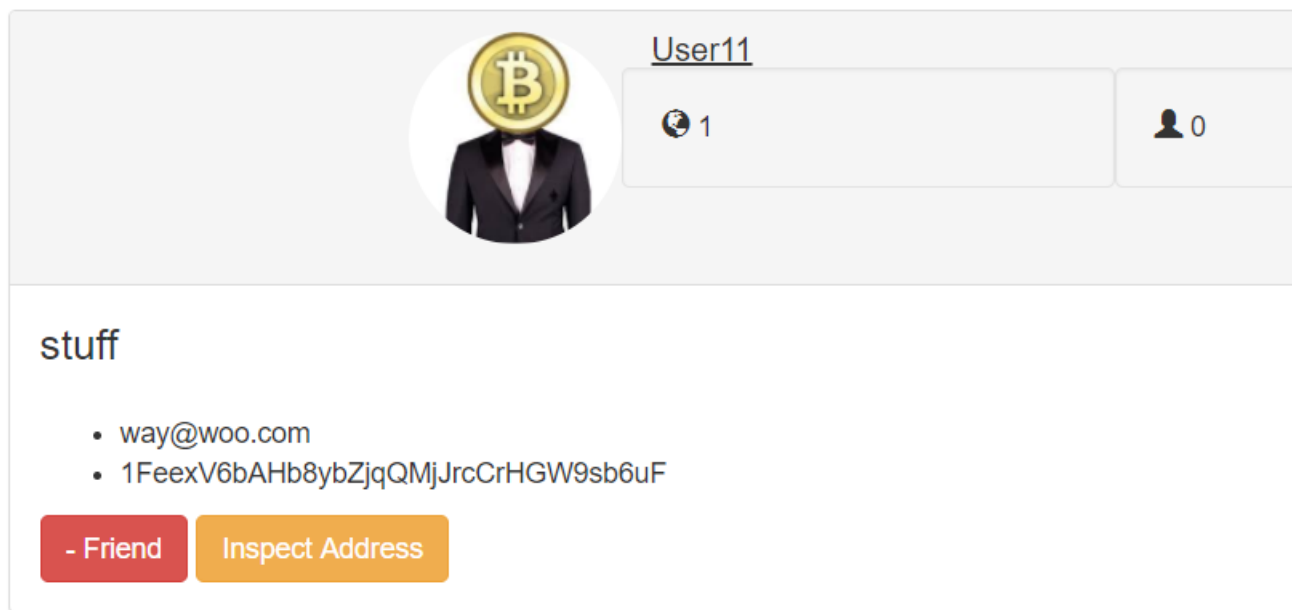 User11
1
0
stuff
way@woo.com
1FeexV6bAHb8ybZjqQMjJrcCrHGW9sb6uF
- Friend
Inspect Address